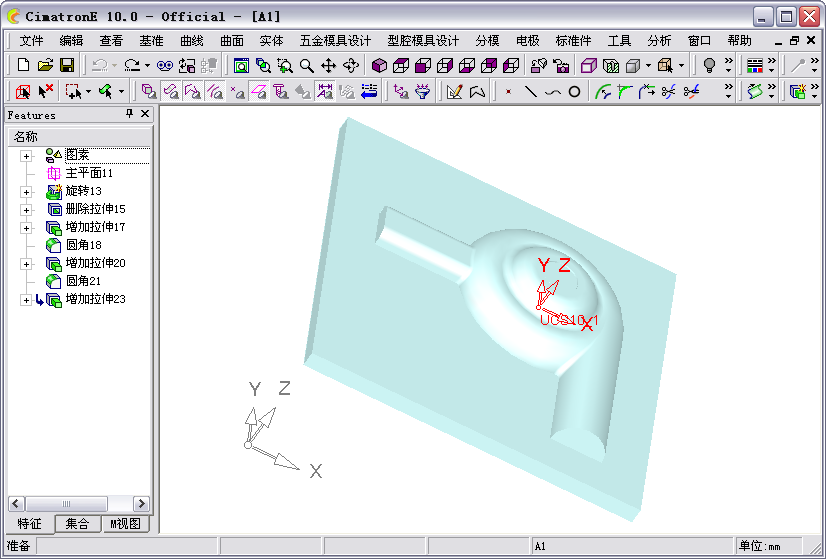 CimatronE 10.0 - Official - [A1]
文件 编辑 查看 基准 曲线 曲面 实体 五金模具设计 型腔模具设计 分模 电极 标准件 工具 分析 窗口 帮助
Features
名称
图素
主平面11
旋转13
删除拉伸15
增加拉伸17
圆角18
增加拉伸20
圆角21
增加拉伸23
Y Z
UCS10_1
X
Y Z
X
特征 集合 M视图
准备 A1 单位:mm